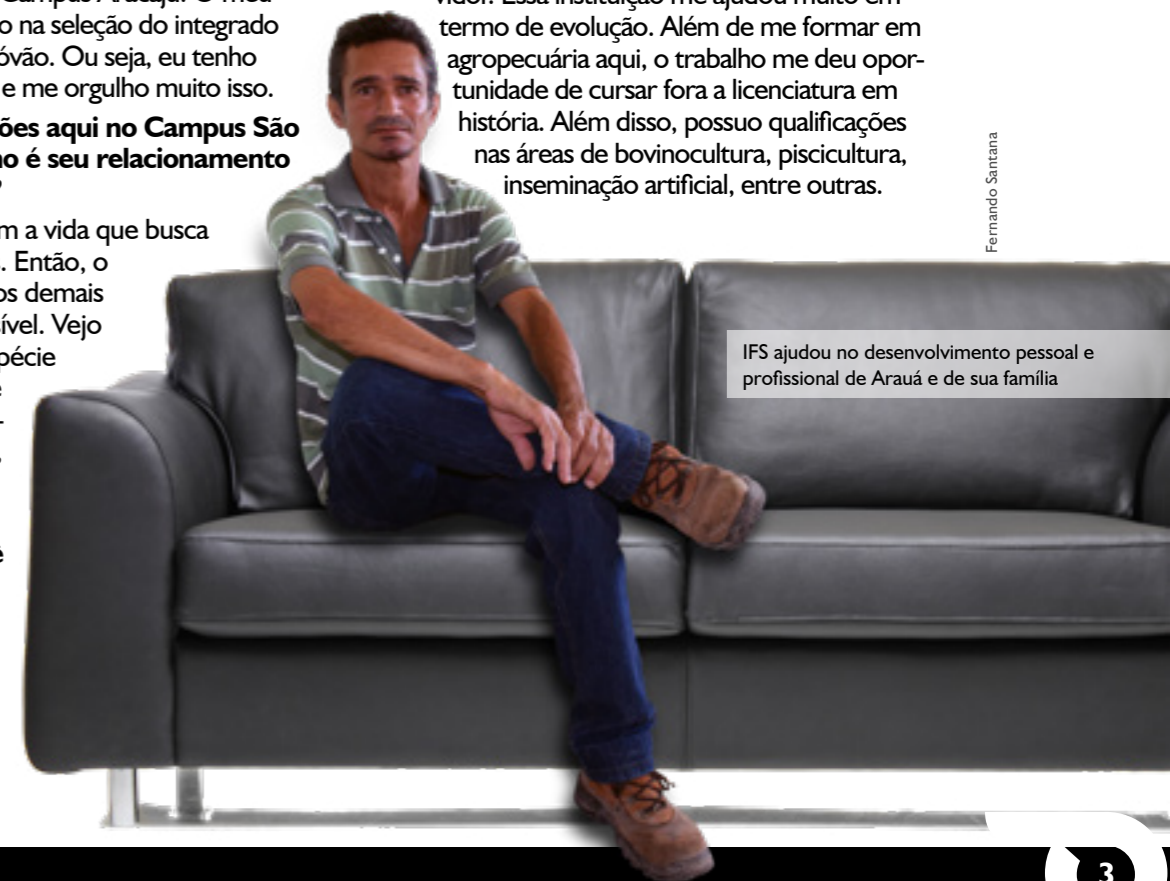 o na seleção do integrado
óvão. Ou seja, eu tenho
e me orgulho muito isso.
ões aqui no Campus São
o é seu relacionamento
m a vida que busca
. Então, o
os demais
ível. Vejo
pécie
e
-
ê
vidor. Essa instituição me ajudou muito em
termo de evolução. Além de me formar em
agropecuária aqui, o trabalho me deu opor-
tunidade de cursar fora a licenciatura em
história. Além disso, possuo qualificações
nas áreas de bovinocultura, piscicultura,
inseminação artificial, entre outras.
Fernando Santana
IFS ajudou no desenvolvimento pessoal e
profissional de Arauá e de sua família
3